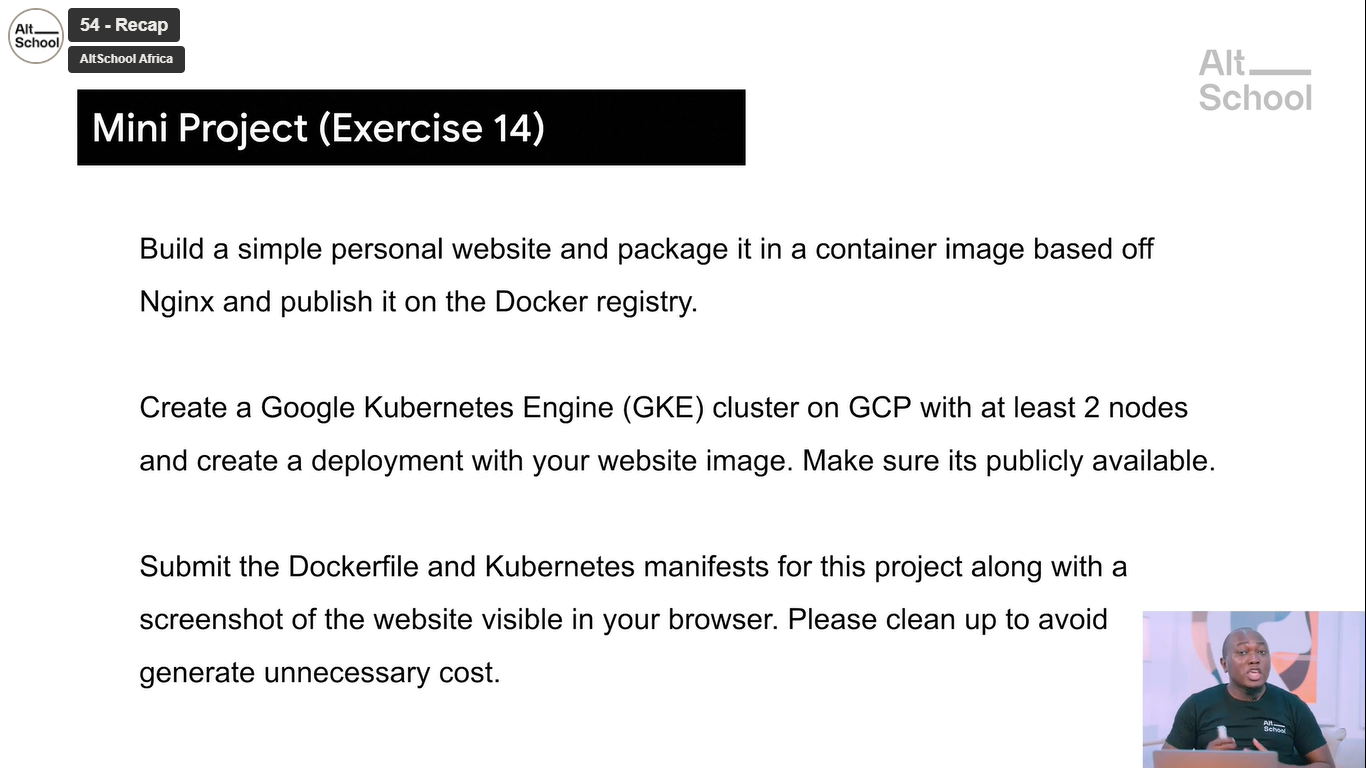 Alt
School
54 - Recap
AltSchool Africa
Alt
School
Mini Project (Exercise 14)
Build a simple personal website and package it in a container image based off
Nginx and publish it on the Docker registry.
Create a Google Kubernetes Engine (GKE) cluster on GCP with at least 2 nodes
and create a deployment with your website image. Make sure its publicly available.
Submit the Dockerfile and Kubernetes manifests for this project along with a
screenshot of the website visible in your browser. Please clean up to avoid
generate unnecessary cost.
Alt
School